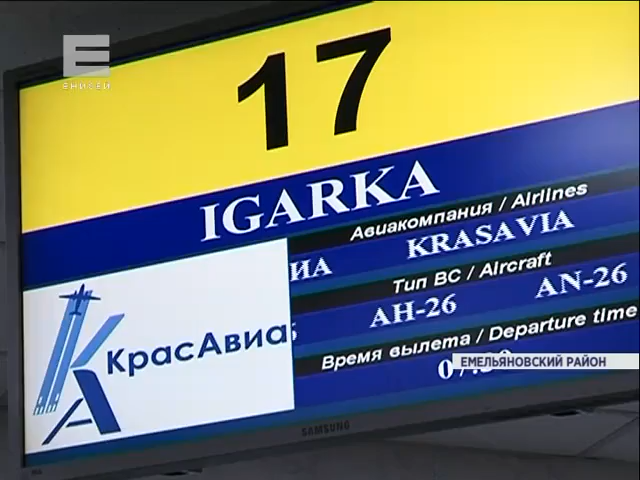 ЕНИСЕЙ
17
IGARKA
Авиакомпания / Airlines
ИА KRASAVIA
Тип ВС / Aircraft
АН-26 AN-26
КрасАвиа
Время вылета / Departure time
ЕМЕЛЬЯНОВСКИЙ РАЙОН
SAMSUNG